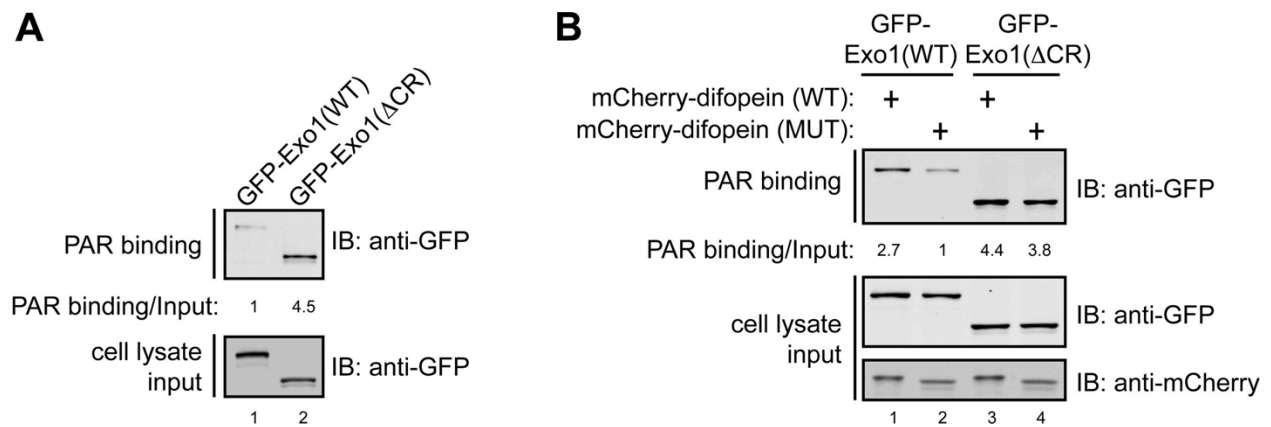 A
GFP-Exo1(WT)
GFP-Exo1(ΔCR)
PAR binding
IB: anti-GFP
PAR binding/Input:
1 4.5
cell lysate
input
IB: anti-GFP
1 2
B
GFP-
Exo1(WT)
GFP-
Exo1(ΔCR)
mCherry-difopein (WT): + +
mCherry-difopein (MUT): + +
PAR binding
IB: anti-GFP
PAR binding/Input: 2.7 1 4.4 3.8
cell lysate
input
IB: anti-GFP
IB: anti-mCherry
1 2 3 4